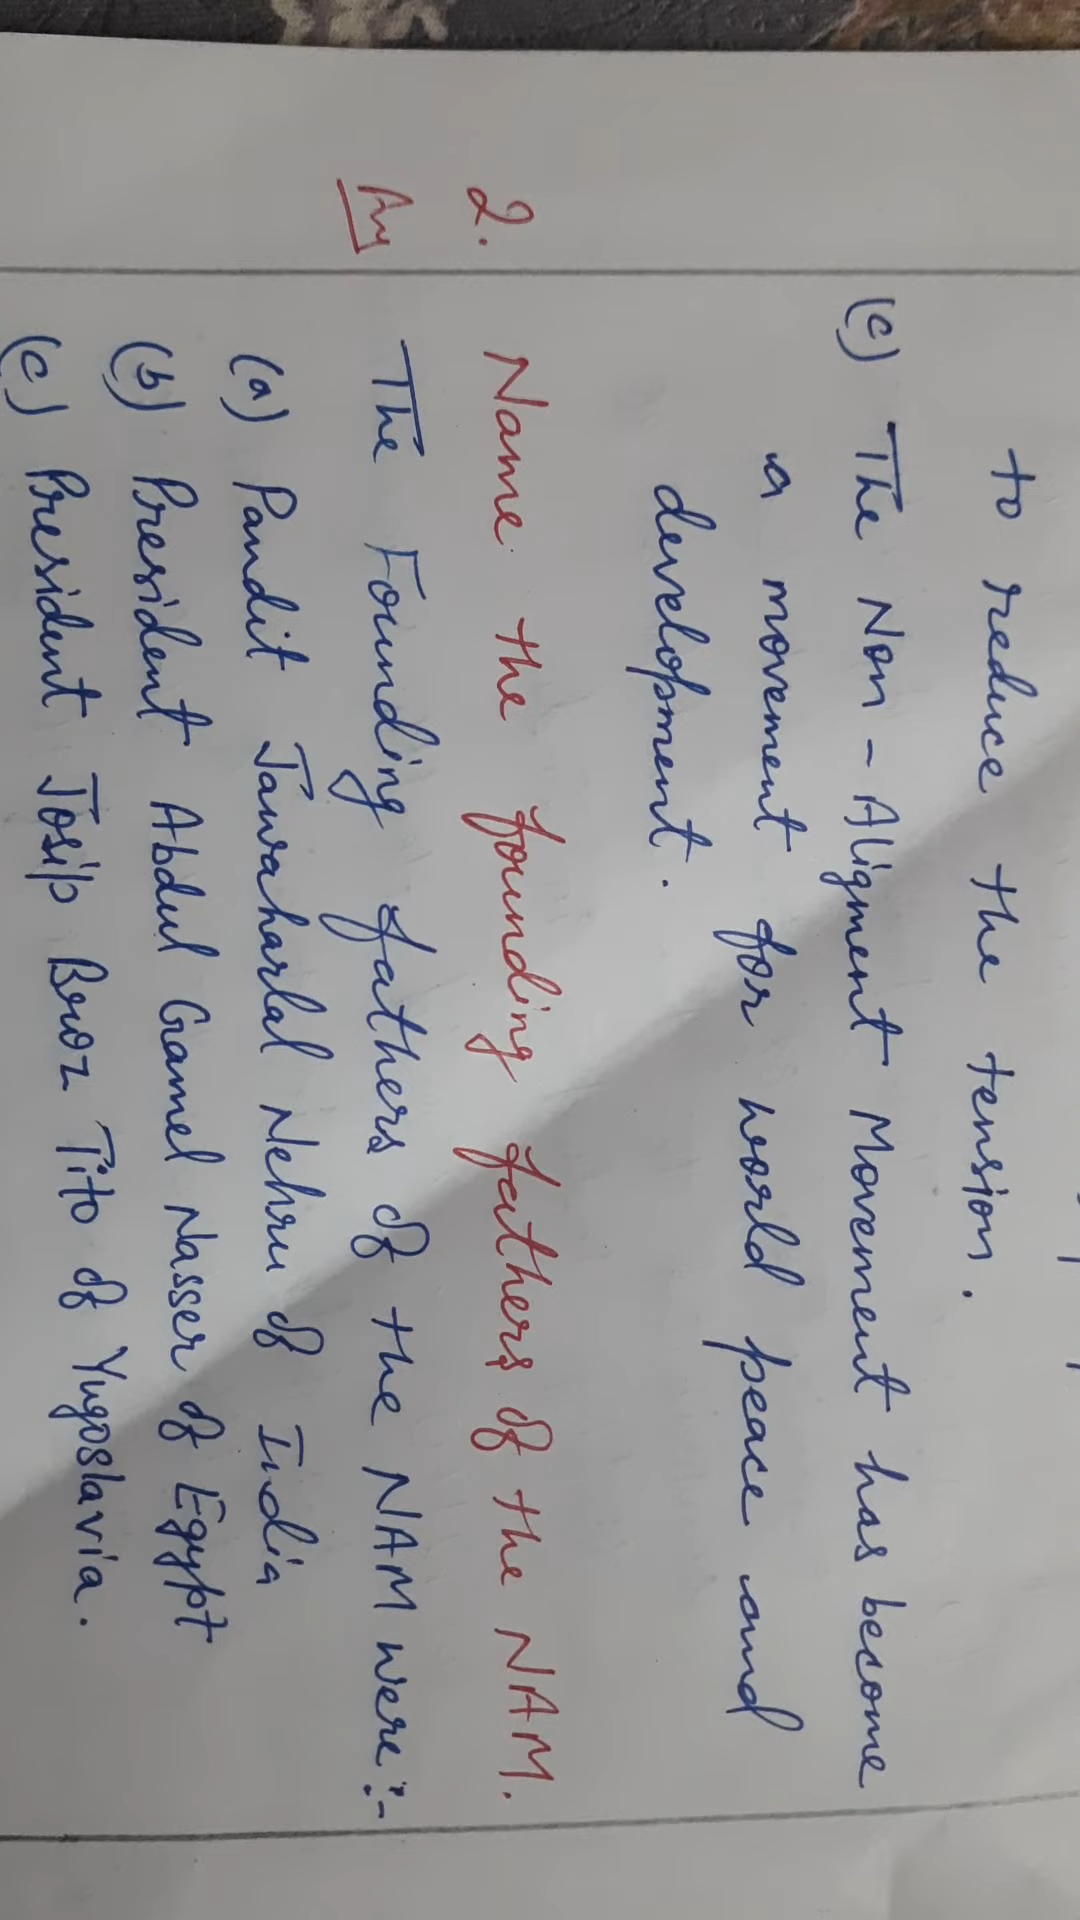 to reduce the tension.
(c) The Non-Aligment Movement has become
a movement for world peace and
development.
2. Name the founding fathers of the NAM.
Ans The Founding fathers of the NAM were:-
(a) Pandit Jawaharlal Nehru of India
(b) President Abdul Gamel Nasser of Egypt
(c) President Josip Broz Tito of Yugoslavia.